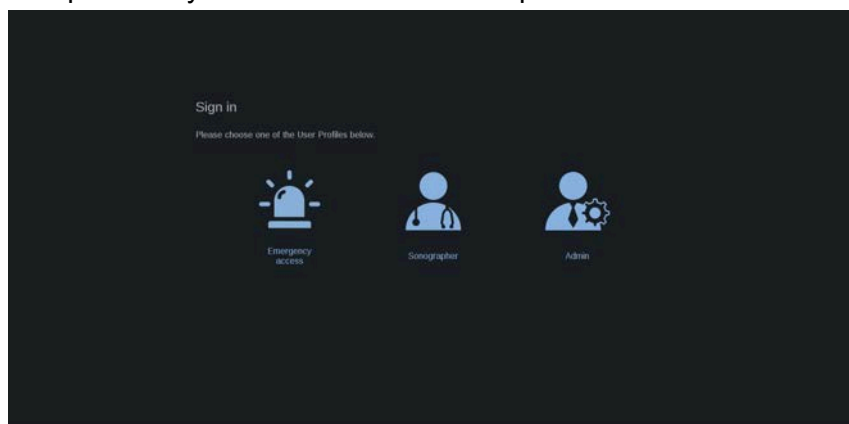 Sign in
Please choose one of the User Profiles below.
Emergency
access
Sonographer
Admin